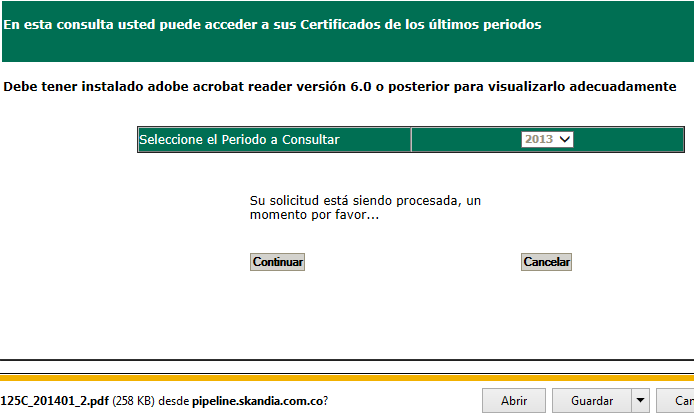 En esta consulta usted puede acceder a sus Certificados de los últimos periodos
Debe tener instalado adobe acrobat reader versión 6.0 o posterior para visualizarlo adecuadamente
Seleccione el Periodo a Consultar 2013
Su solicitud está siendo procesada, un
momento por favor...
Continuar Cancelar
125C_201401_2.pdf (258 KB) desde pipeline.skandia.com.co?
Abrir Guardar Can